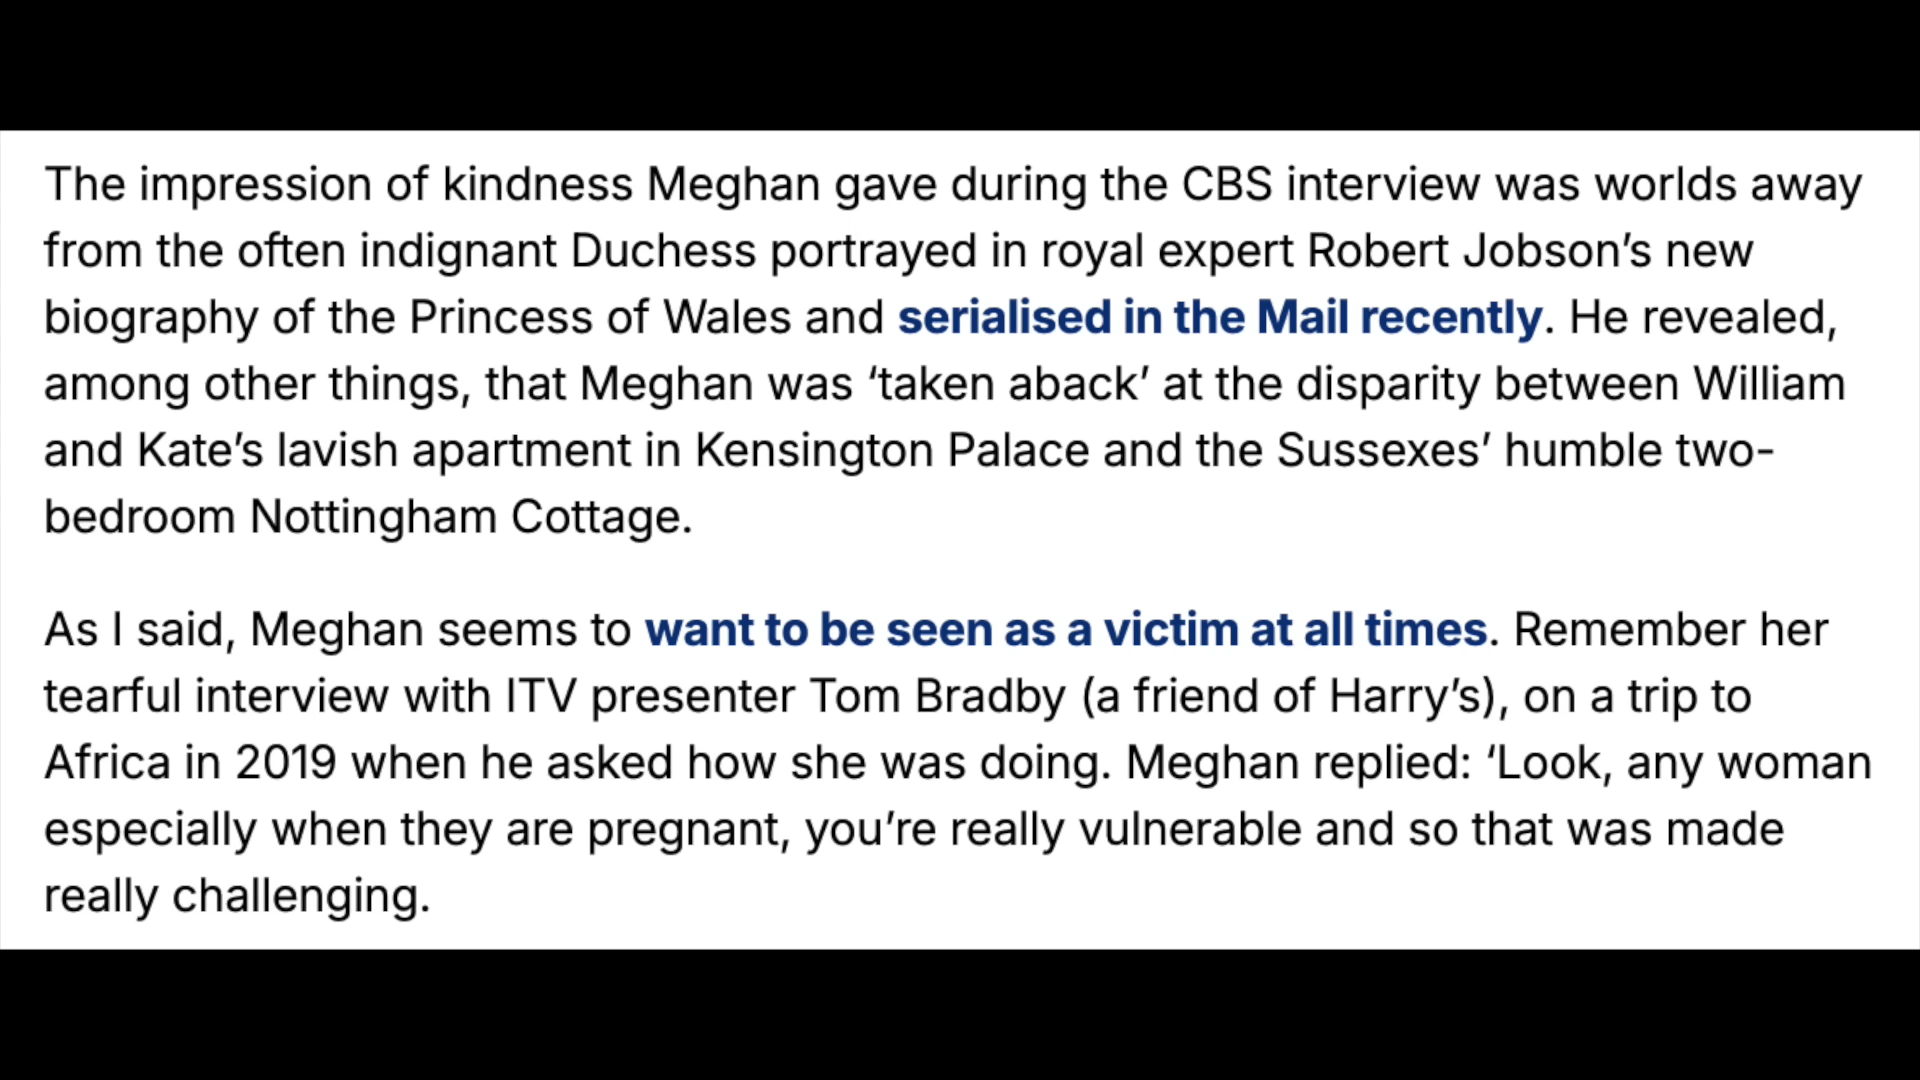 The impression of kindness Meghan gave during the CBS interview was worlds away
from the often indignant Duchess portrayed in royal expert Robert Jobson’s new
biography of the Princess of Wales and serialised in the Mail recently. He revealed,
among other things, that Meghan was ‘taken aback’ at the disparity between William
and Kate’s lavish apartment in Kensington Palace and the Sussexes’ humble two-
bedroom Nottingham Cottage.
As I said, Meghan seems to want to be seen as a victim at all times. Remember her
tearful interview with ITV presenter Tom Bradby (a friend of Harry’s), on a trip to
Africa in 2019 when he asked how she was doing. Meghan replied: ‘Look, any woman
especially when they are pregnant, you’re really vulnerable and so that was made
really challenging.